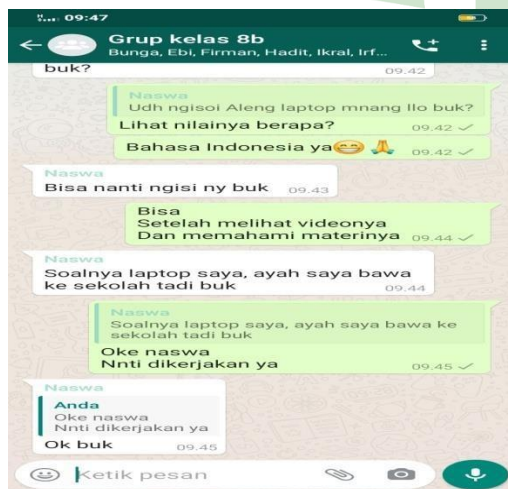 09:47
Grup kelas 8b
Bunga, Ebi, Firman, Hadit, Ikral, Irf...
buk?
09.42
Naswa
Udh ngisoi Aleng laptop mnang llo buk?
Lihat nilainya berapa?
09.42
Bahasa Indonesia ya😁🙏
09.42
Naswa
Bisa nanti ngisi ny buk
09.43
Bisa
Setelah melihat videonya
Dan memahami materinya
09.44
Naswa
Soalnya laptop saya, ayah saya bawa
ke sekolah tadi buk
09.44
Naswa
Soalnya laptop saya, ayah saya bawa ke
sekolah tadi buk
Oke naswa
Nnti dikerjakan ya
09.45
Naswa
Anda
Oke naswa
Nnti dikerjakan ya
Ok buk
09.45
Ketik pesan